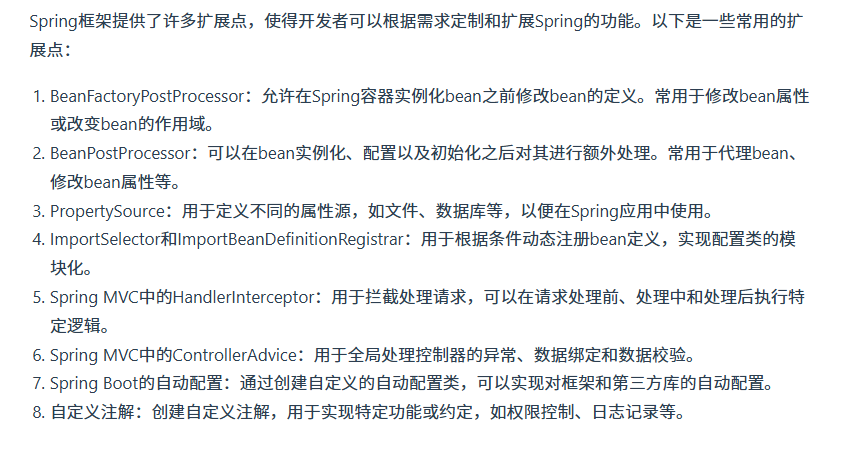 Spring框架提供了许多扩展点，使得开发者可以根据需求定制和扩展Spring的功能。以下是一些常用的扩
展点：
1. BeanFactoryPostProcessor：允许在Spring容器实例化bean之前修改bean的定义。常用于修改bean属性
或改变bean的作用域。
2. BeanPostProcessor：可以在bean实例化、配置以及初始化之后对其进行额外处理。常用于代理bean、
修改bean属性等。
3. PropertySource：用于定义不同的属性源，如文件、数据库等，以便在Spring应用中使用。
4. ImportSelector和ImportBeanDefinitionRegistrar：用于根据条件动态注册bean定义，实现配置类的模
块化。
5. Spring MVC中的HandlerInterceptor：用于拦截处理请求，可以在请求处理前、处理中和处理后执行特
定逻辑。
6. Spring MVC中的ControllerAdvice：用于全局处理控制器的异常、数据绑定和数据校验。
7. Spring Boot的自动配置：通过创建自定义的自动配置类，可以实现对框架和第三方库的自动配置。
8. 自定义注解：创建自定义注解，用于实现特定功能或约定，如权限控制、日志记录等。